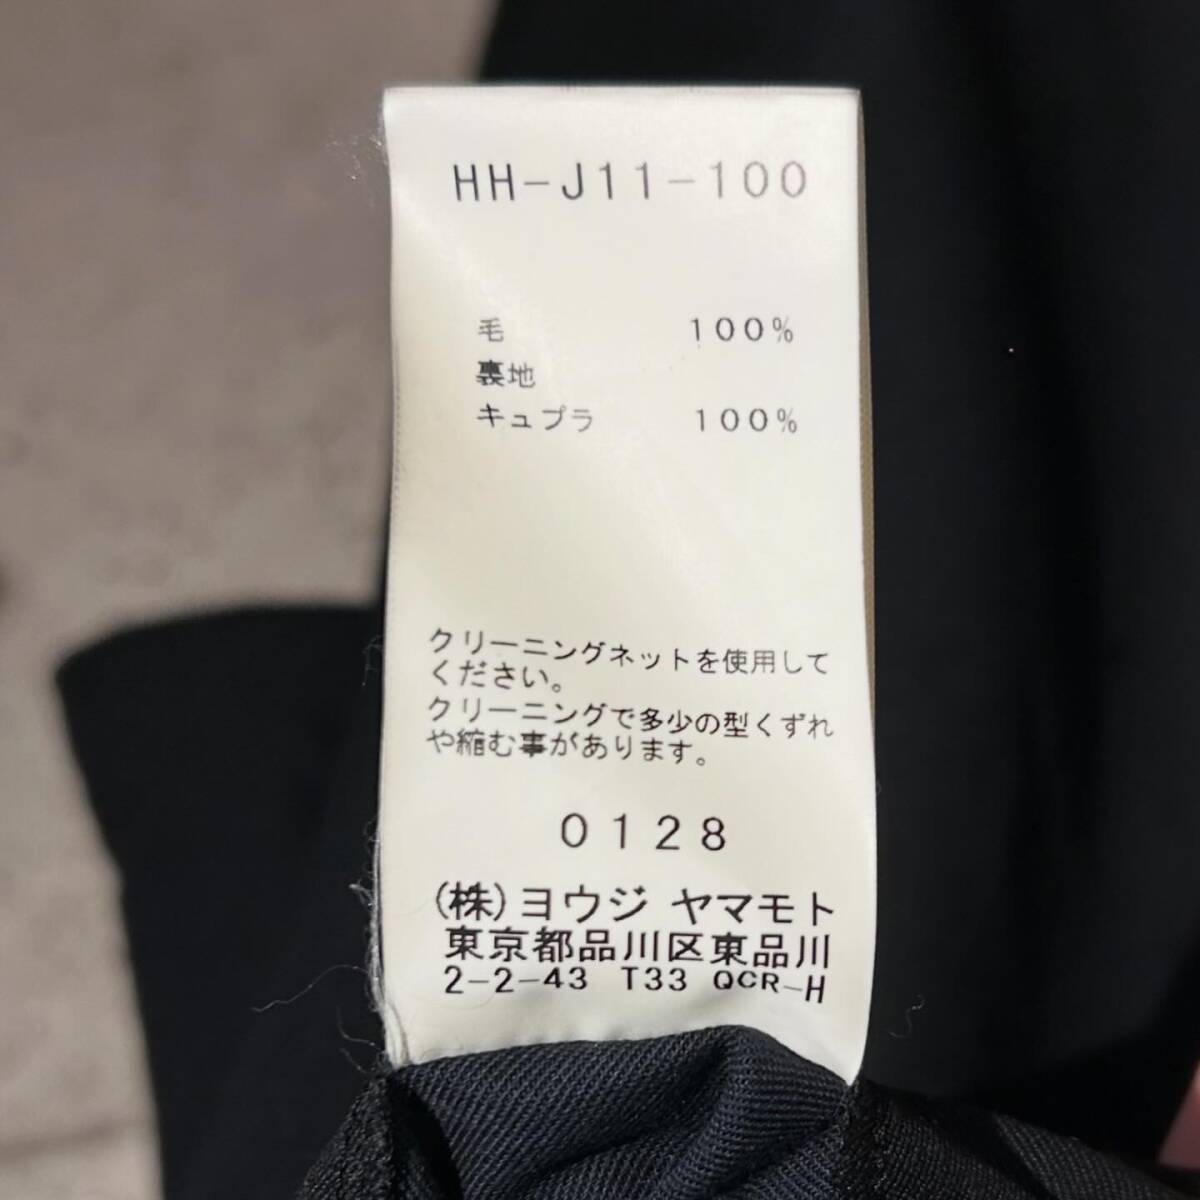 HH-J11-100
毛 100%
裏地
キュプラ 100%
クリーニングネットを使用して
ください。
クリーニングで多少の型くずれ
や縮む事があります。
0128
(株)ヨウジ ヤマモト
東京都品川区東品川
2-2-43 T33 QCR-H